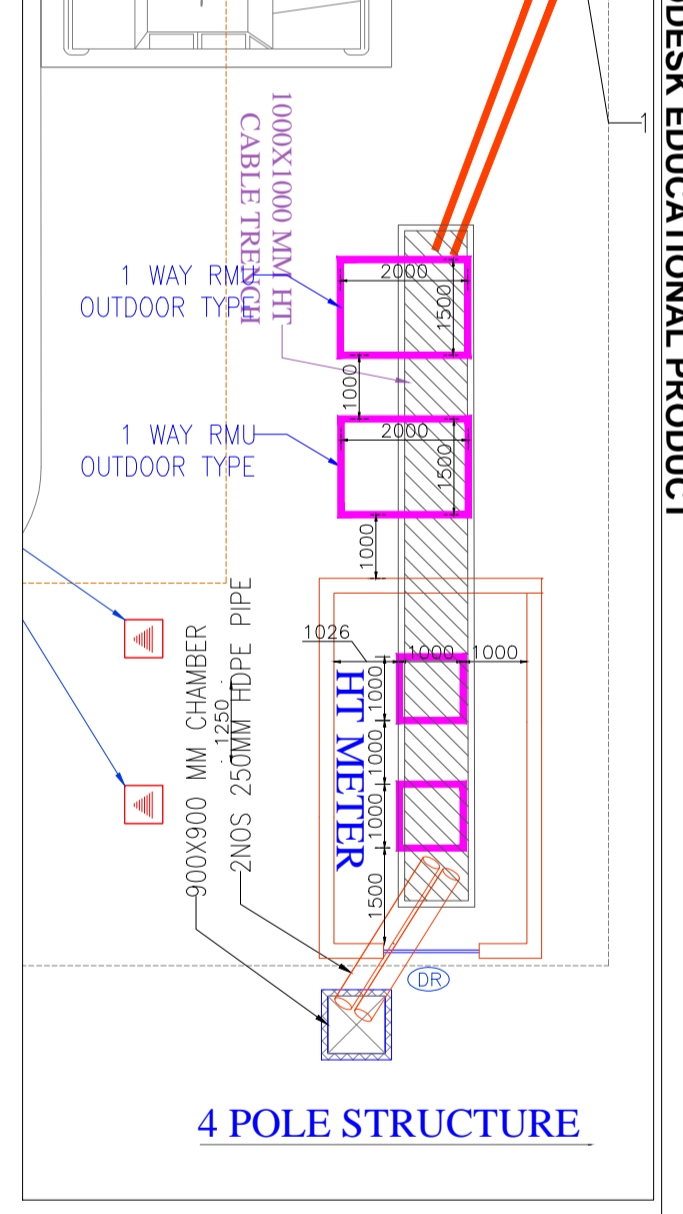 ODESK EDUCATIONAL PRODUCT
1
1000X1000 MM HT
CABLE TRENCH
1 WAY RMU
OUTDOOR TYPE
2000
1500
1000
1 WAY RMU
OUTDOOR TYPE
2000
1500
1000
1026
1000
1000
1000
1000
1000
1500
HT METER
900X900 MM CHAMBER
1250
2NOS 250MM HDPE PIPE
DR
4 POLE STRUCTURE